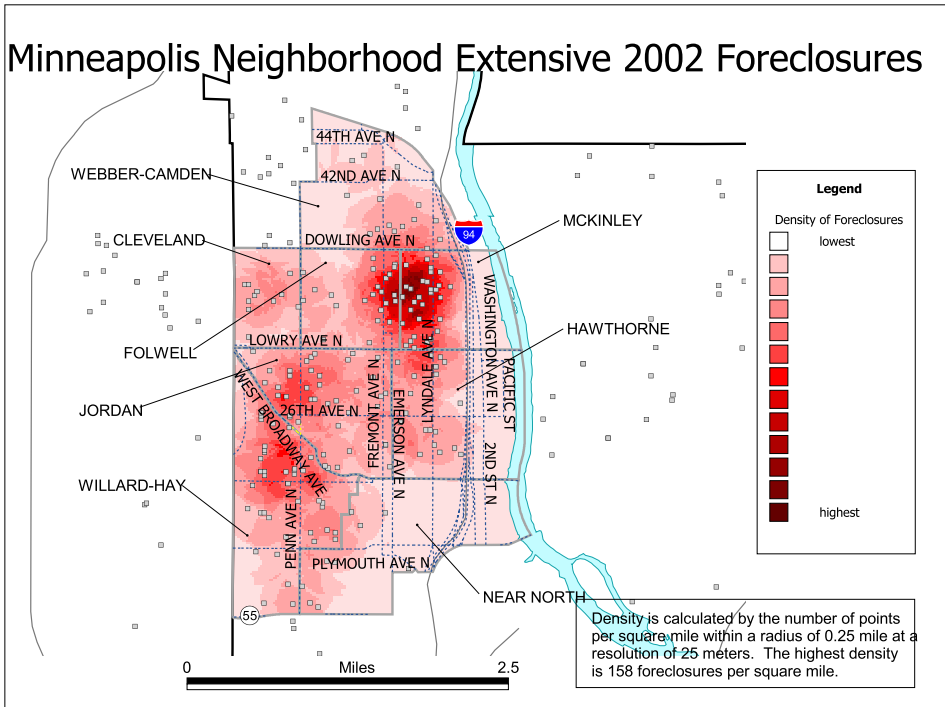 Minneapolis Neighborhood Extensive 2002 Foreclosures
44TH AVE N
WEBBER-CAMDEN
42ND AVE N
MCKINLEY
94
CLEVELAND
DOWLING AVE N
WASHINGTON AVE N
HAWTHORNE
LYNDALE AVE N
FOLWELL
LOWRY AVE N
PACIFIC ST
WEST BROADWAY AVE
FREMONT AVE N
EMERSON AVE N
JORDAN
26TH AVE N
2ND ST N
WILLARD-HAY
PENN AVE N
PLYMOUTH AVE N
NEAR NORTH
55
Legend
Density of Foreclosures
lowest
highest
Density is calculated by the number of points
per square mile within a radius of 0.25 mile at a
resolution of 25 meters. The highest density
is 158 foreclosures per square mile.
0 Miles 2.5